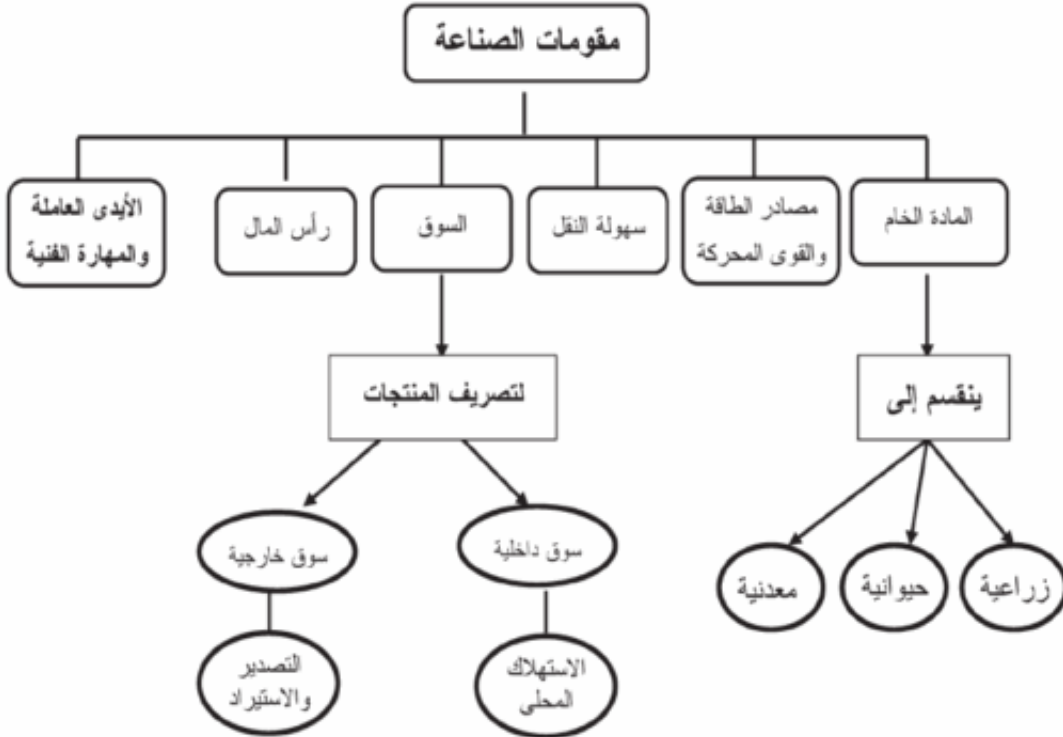 مقومات الصناعة
المادة الخام
مصادر الطاقة
والقوى المحركة
سهولة النقل
السوق
رأس المال
الأيدى العاملة
والمهارة الفنية
ينقسم إلى
لتصريف المنتجات
زراعية
حيوانية
معدنية
سوق داخلية
سوق خارجية
الاستهلاك
المحلى
التصدير
والاستيراد